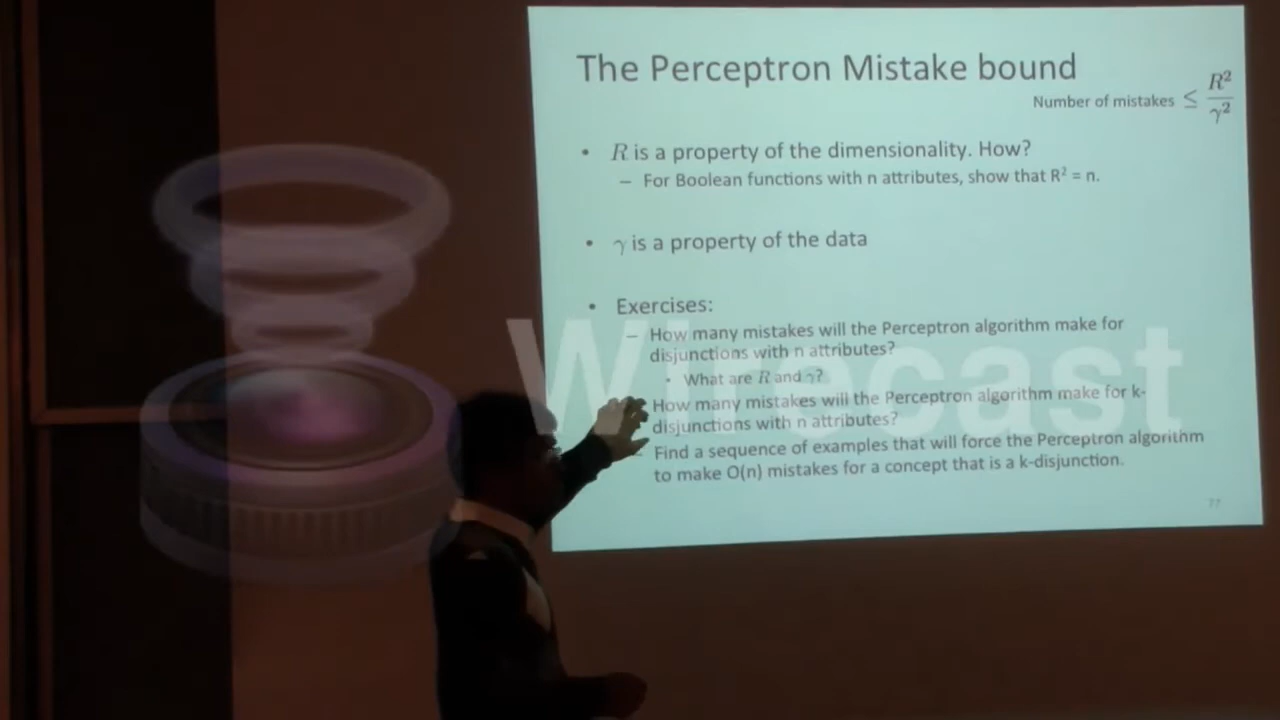 The Perceptron Mistake bound
Number of mistakes ≤ R²/γ²
• R is a property of the dimensionality. How?
– For Boolean functions with n attributes, show that R² = n.
• γ is a property of the data
• Exercises:
– How many mistakes will the Perceptron algorithm make for
disjunctions with n attributes?
• What are R and γ?
How many mistakes will the Perceptron algorithm make for k-
disjunctions with n attributes?
– Find a sequence of examples that will force the Perceptron algorithm
to make O(n) mistakes for a concept that is a k-disjunction.
77
Wirecast